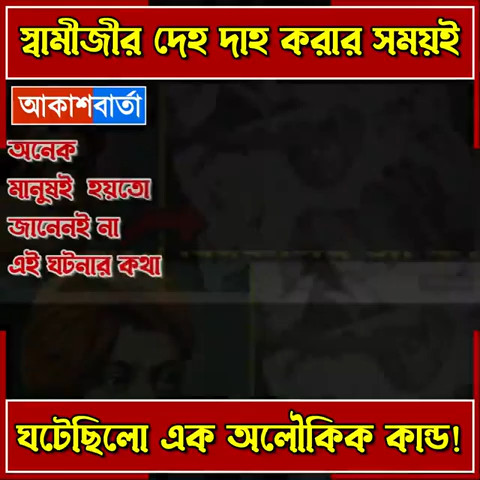 স্বামীজীর দেহ দাহ করার সময়ই
আকাশবার্তা
অনেক
মানুষই হয়তো
জানেনই না
এই ঘটনার কথা
ঘটেছিলো এক অলৌকিক কান্ড!